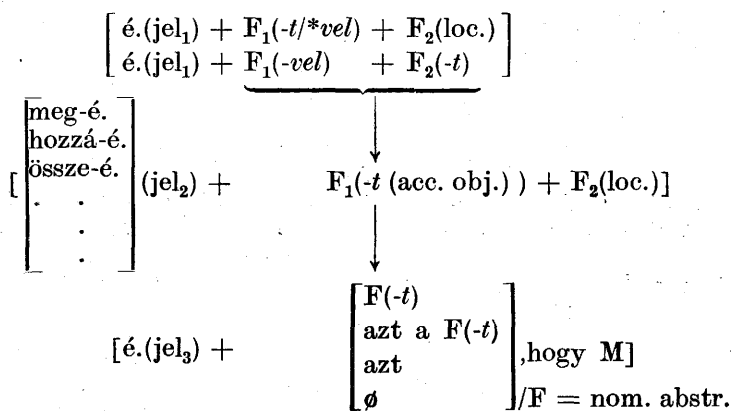 é.(jel₁) + F₁(-t/*vel) + F₂(loc.)
é.(jel₁) + F₁(-vel) + F₂(-t)
meg-é.
hozzá-é.
össze-é.
[ (jel₂) + F₁(-t (acc. obj.) ) + F₂(loc.)]
. .
.
.
F(-t)
azt a F(-t)
[é.(jel₃) + azt ,hogy M]
ø /F = nom. abstr.